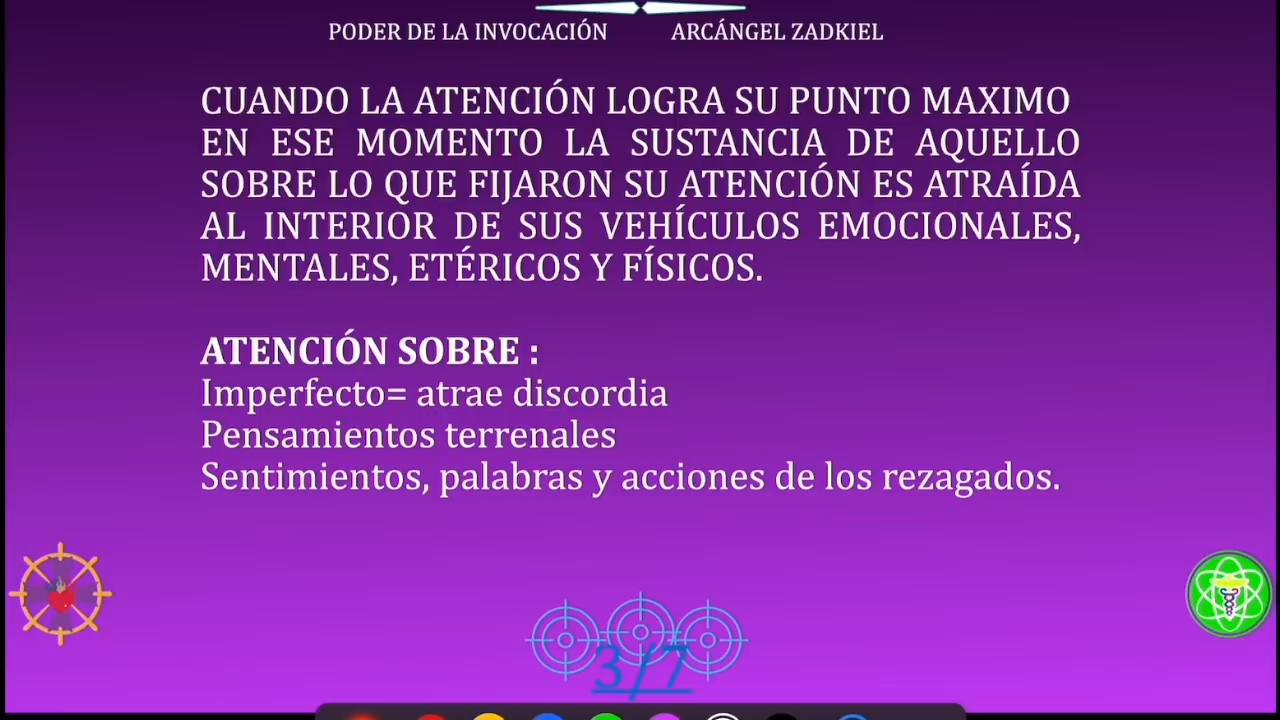 PODER DE LA INVOCACIÓN ARCÁNGEL ZADKIEL
CUANDO LA ATENCIÓN LOGRA SU PUNTO MAXIMO
EN ESE MOMENTO LA SUSTANCIA DE AQUELLO
SOBRE LO QUE FIJARON SU ATENCIÓN ES ATRAÍDA
AL INTERIOR DE SUS VEHÍCULOS EMOCIONALES,
MENTALES, ETÉRICOS Y FÍSICOS.
ATENCIÓN SOBRE :
Imperfecto= atrae discordia
Pensamientos terrenales
Sentimientos, palabras y acciones de los rezagados.
3/7